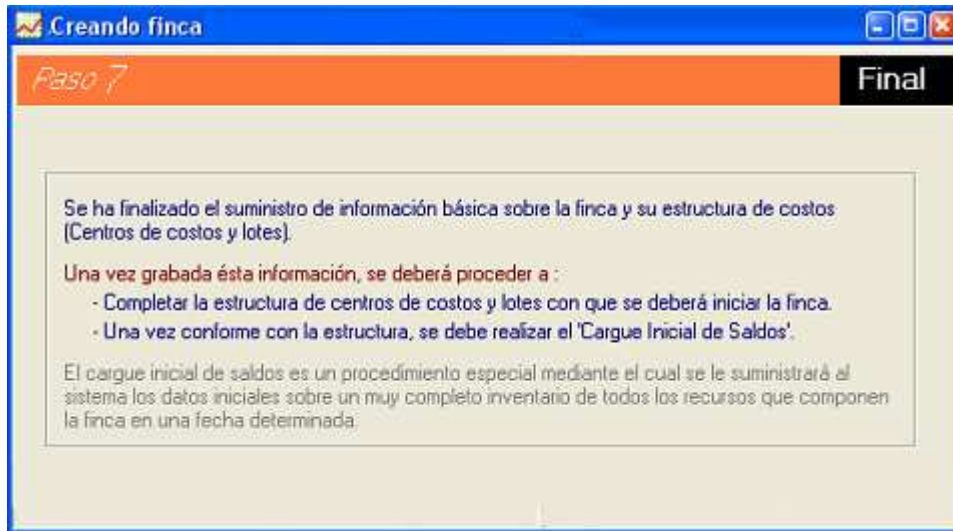 Creando finca
Paso 7
Final
Se ha finalizado el suministro de información básica sobre la finca y su estructura de costos
(Centros de costos y lotes).
Una vez grabada ésta información, se deberá proceder a :
- Completar la estructura de centros de costos y lotes con que se deberá iniciar la finca.
- Una vez conforme con la estructura, se debe realizar el 'Cargue Inicial de Saldos'.
El cargue inicial de saldos es un procedimiento especial mediante el cual se le suministrará al
sistema los datos iniciales sobre un muy completo inventario de todos los recursos que componen
la finca en una fecha determinada.